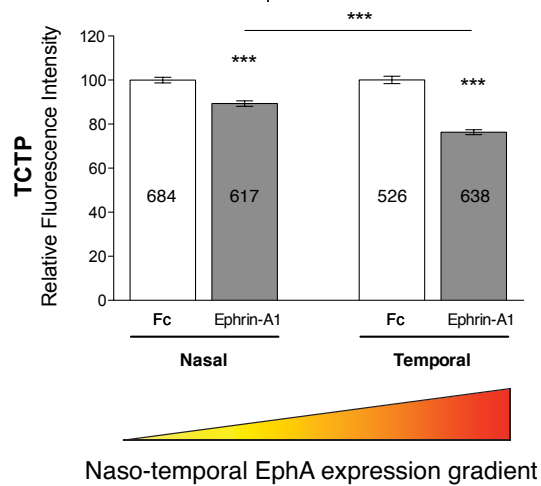 ***
120
***
100
***
80
60
684
617
526
638
40
20
0
TCTP
Relative Fluorescence Intensity
Fc
Ephrin-A1
Fc
Ephrin-A1
Nasal
Temporal
Naso-temporal EphA expression gradient